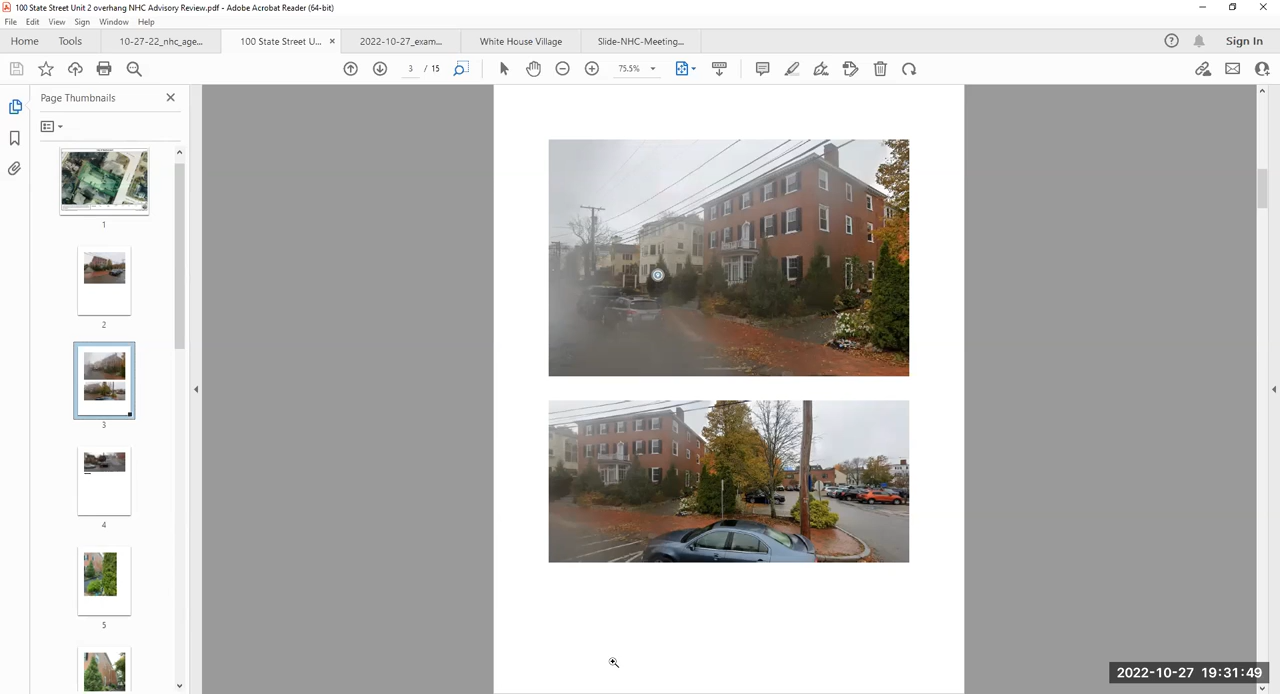 100 State Street Unit 2 overhang NHC Advisory Review.pdf - Adobe Acrobat Reader (64-bit)
File Edit View Sign Window Help
Home Tools 10-27-22_nhc_age... 100 State Street U... × 2022-10-27_exam... White House Village Slide-NHC-Meeting... Sign In
3 / 15 75.5%
Page Thumbnails
1
2
3
4
5
2022-10-27 19:31:49